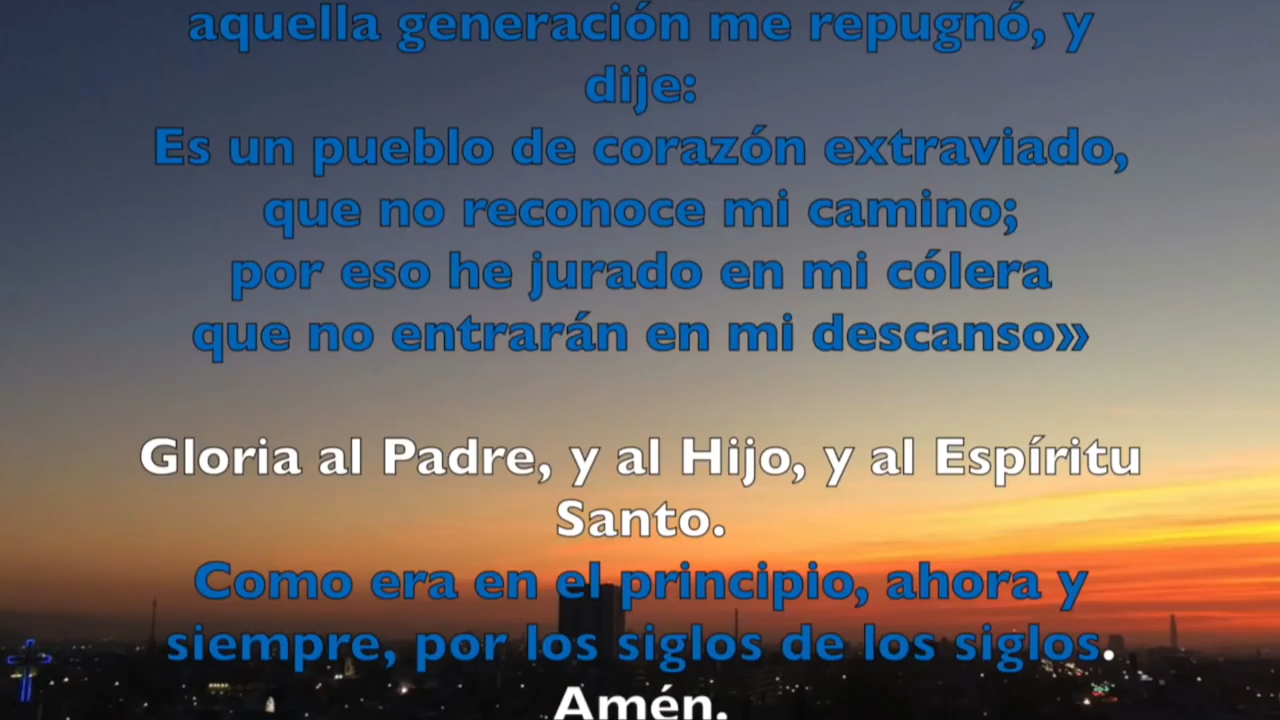 aquella generación me repugnó, y
dije:
Es un pueblo de corazón extraviado,
que no reconoce mi camino;
por eso he jurado en mi cólera
que no entrarán en mi descanso»
Gloria al Padre, y al Hijo, y al Espíritu
Santo.
Como era en el principio, ahora y
siempre, por los siglos de los siglos.
Amén.